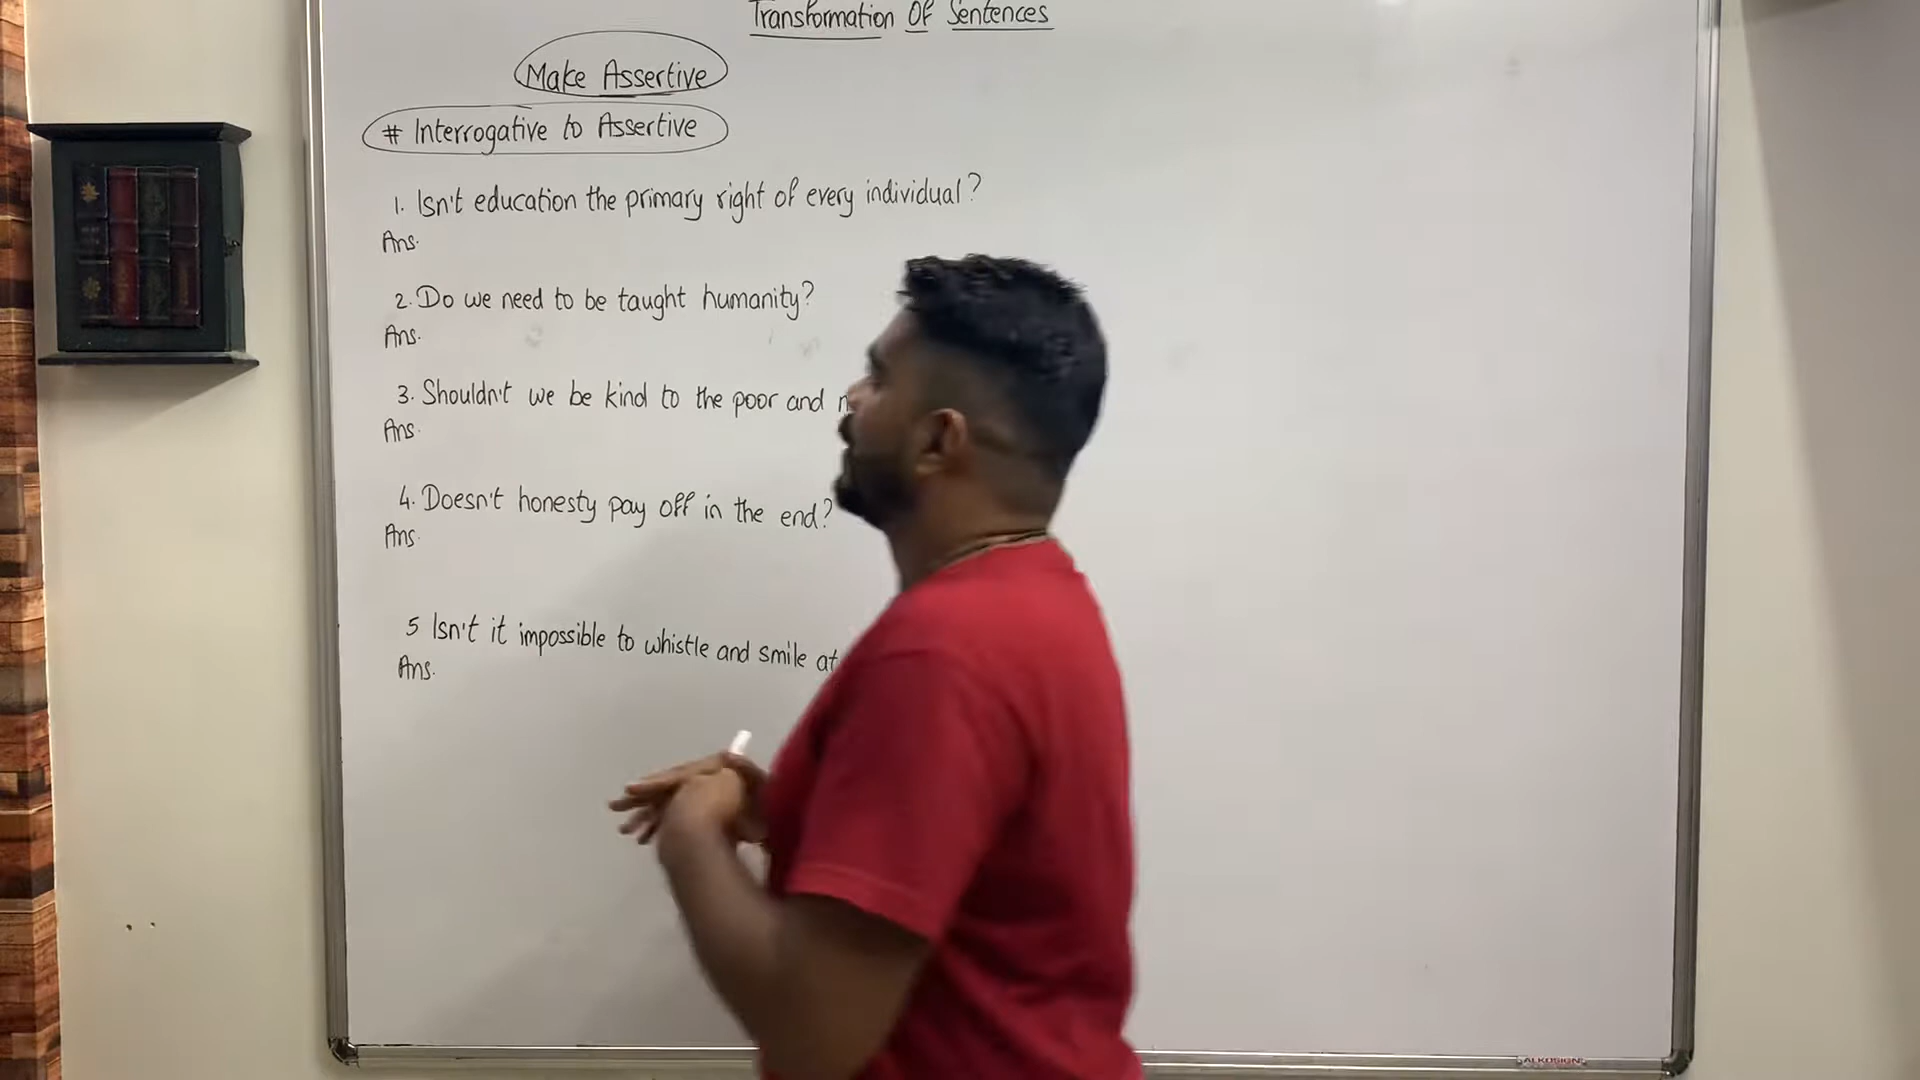 Transformation Of Sentences
Make Assertive
# Interrogative to Assertive
1. Isn't education the primary right of every individual?
Ans.
2. Do we need to be taught humanity?
Ans.
3. Shouldn't we be kind to the poor and
Ans.
4. Doesn't honesty pay off in the end?
Ans.
5 Isn't it impossible to whistle and smile at
Ans.
ALKOSIGN